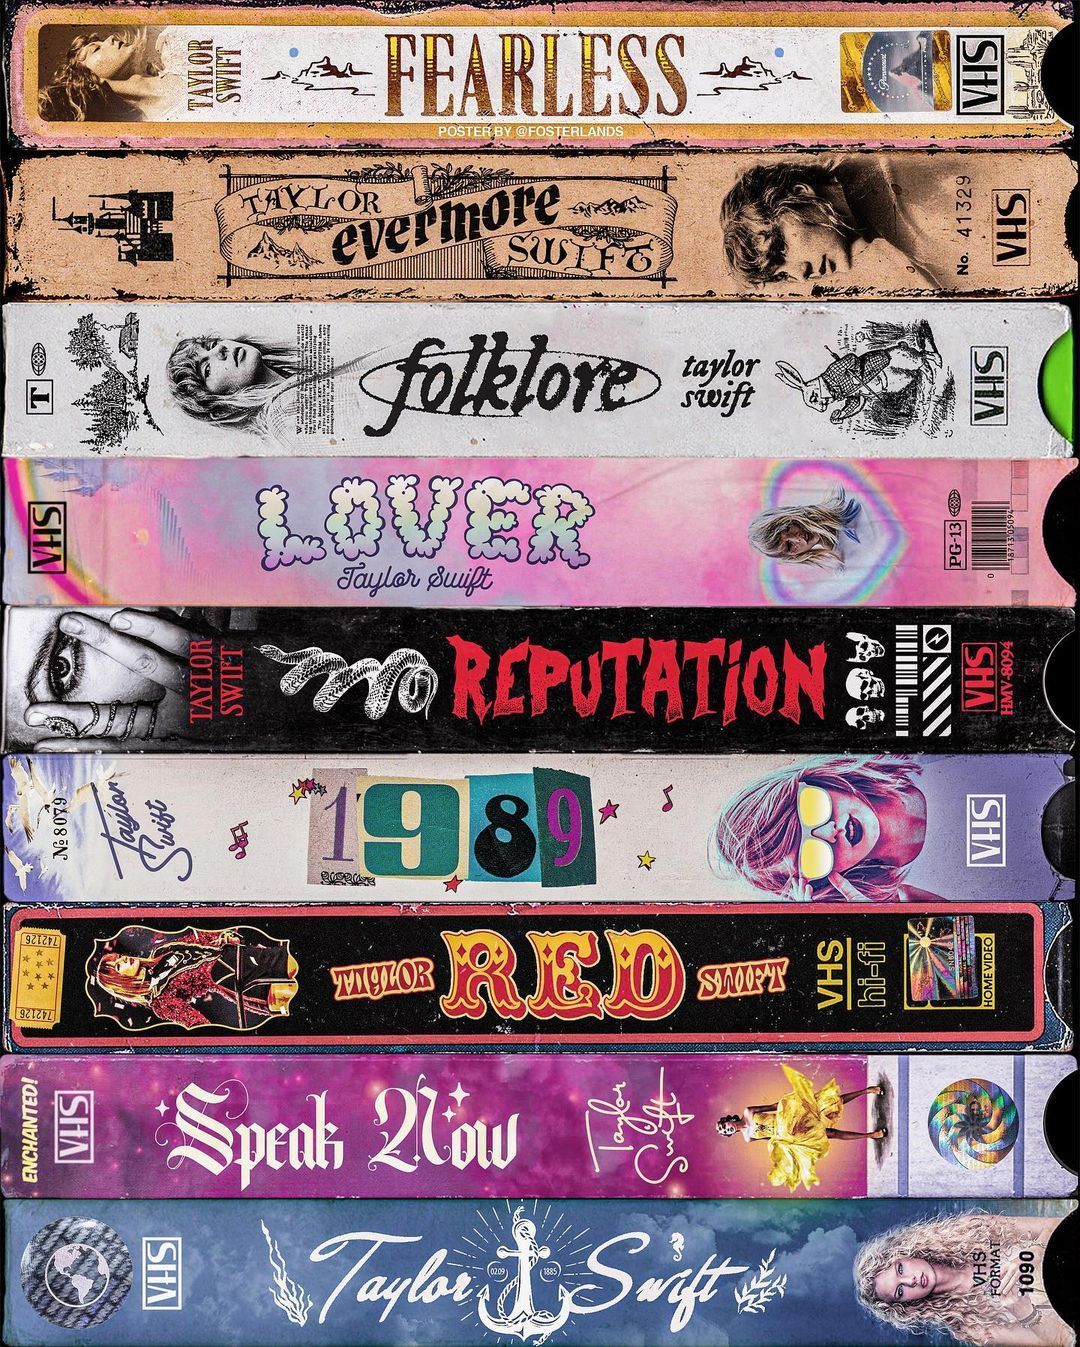 TAYLOR
SWIFT
FEARLESS
POSTER BY @FOSTERLANDS
Paramount
VHS
TAYLOR
evermore
SWIFT
No. 41329
VHS
T
folklore
taylor
swift
VHS
VHS
LOVER
Taylor Swift
PG-13
TAYLOR
SWIFT
REPUTATION
VHS
HMV-8094
№8079
Taylor
Swift
1989
VHS
742126
742126
TAYLOR
RED
SWIFT
VHS
hi-fi
HOME VIDEO
ENCHANTED!
VHS
Speak Now
Taylor
Swift
VHS
Taylor Swift
0209
1885
VHS
FORMAT
1090